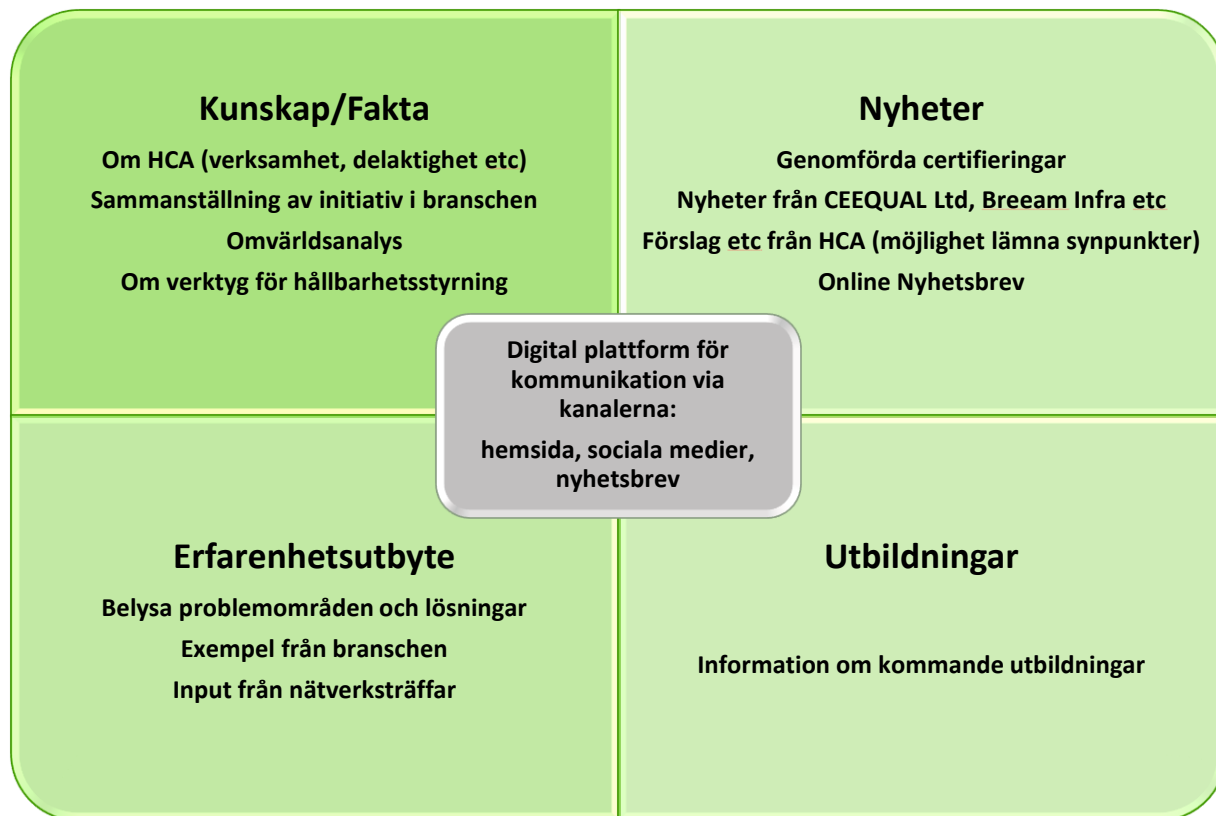 Kunskap/Fakta
Om HCA (verksamhet, delaktighet etc)
Sammanställning av initiativ i branschen
Omvärldsanalys
Om verktyg för hållbarhetsstyrning
Nyheter
Genomförda certifieringar
Nyheter från CEEQUAL Ltd, Breeam Infra etc
Förslag etc från HCA (möjlighet lämna synpunkter)
Online Nyhetsbrev
Digital plattform för
kommunikation via
kanalerna:
hemsida, sociala medier,
nyhetsbrev
Erfarenhetsutbyte
Belysa problemområden och lösningar
Exempel från branschen
Input från nätverksträffar
Utbildningar
Information om kommande utbildningar